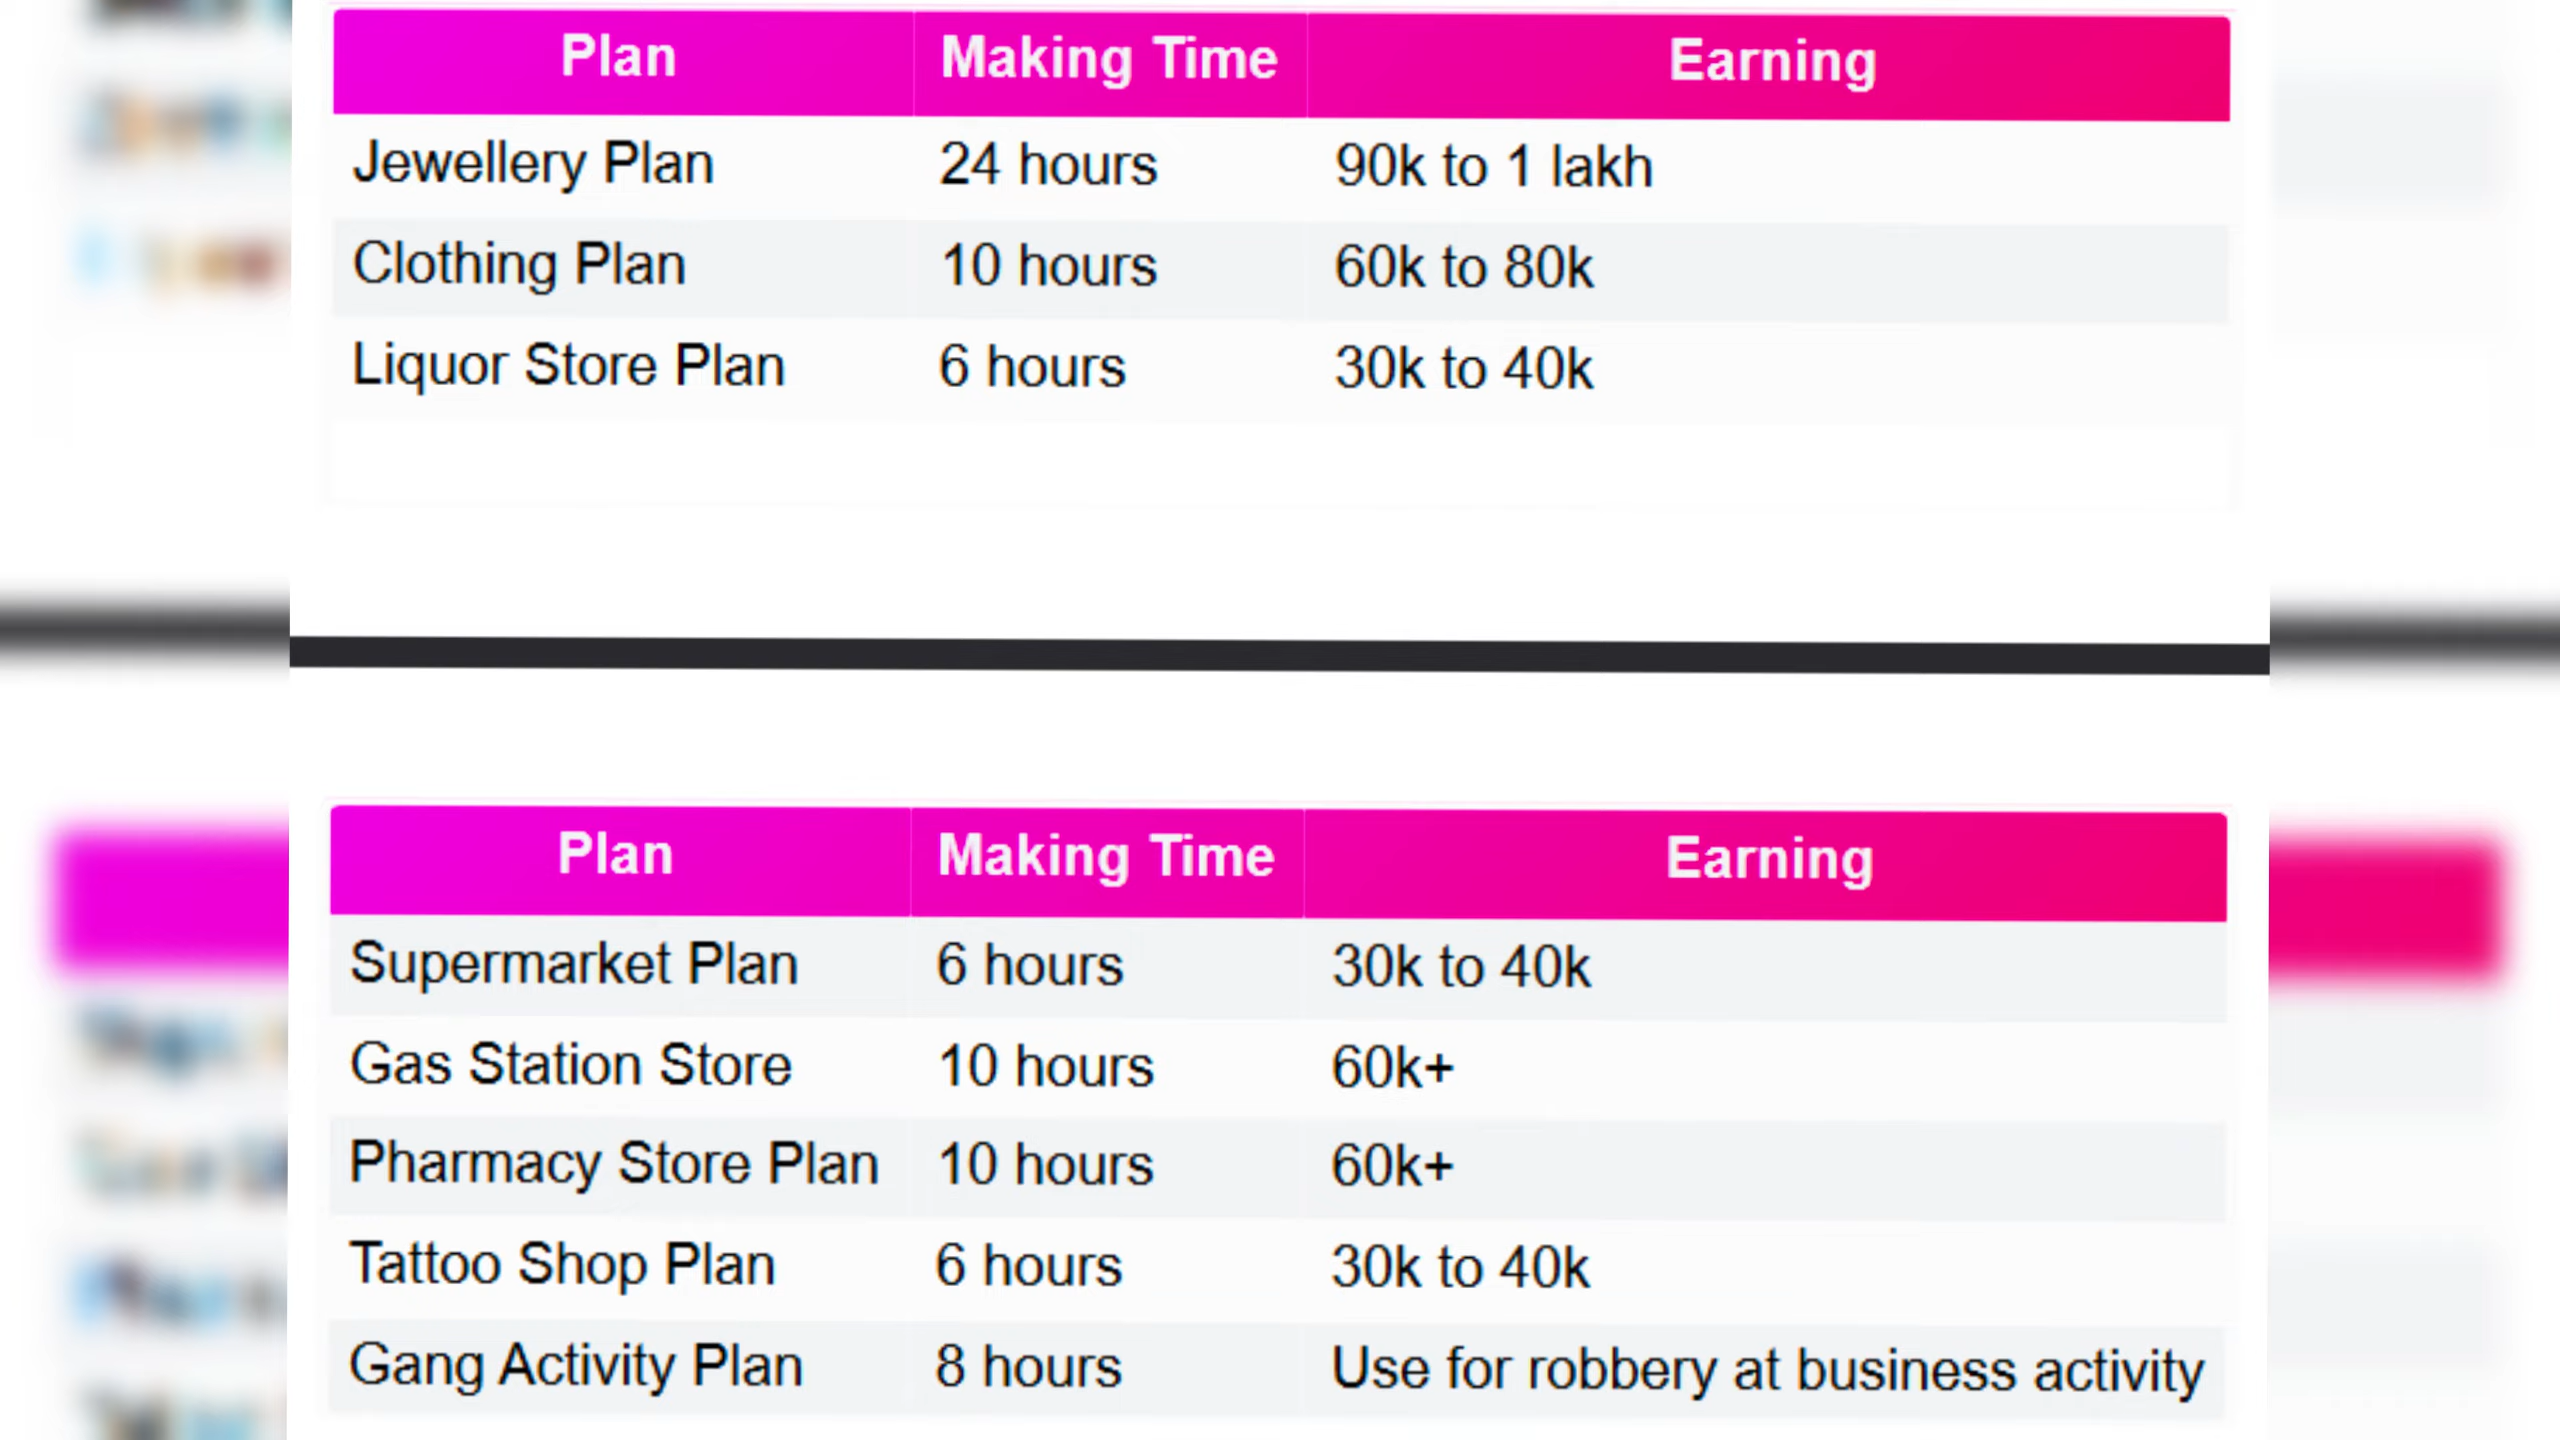 Plan Making Time Earning
Jewellery Plan 24 hours 90k to 1 lakh
Clothing Plan 10 hours 60k to 80k
Liquor Store Plan 6 hours 30k to 40k
Plan Making Time Earning
Supermarket Plan 6 hours 30k to 40k
Gas Station Store 10 hours 60k+
Pharmacy Store Plan 10 hours 60k+
Tattoo Shop Plan 6 hours 30k to 40k
Gang Activity Plan 8 hours Use for robbery at business activity